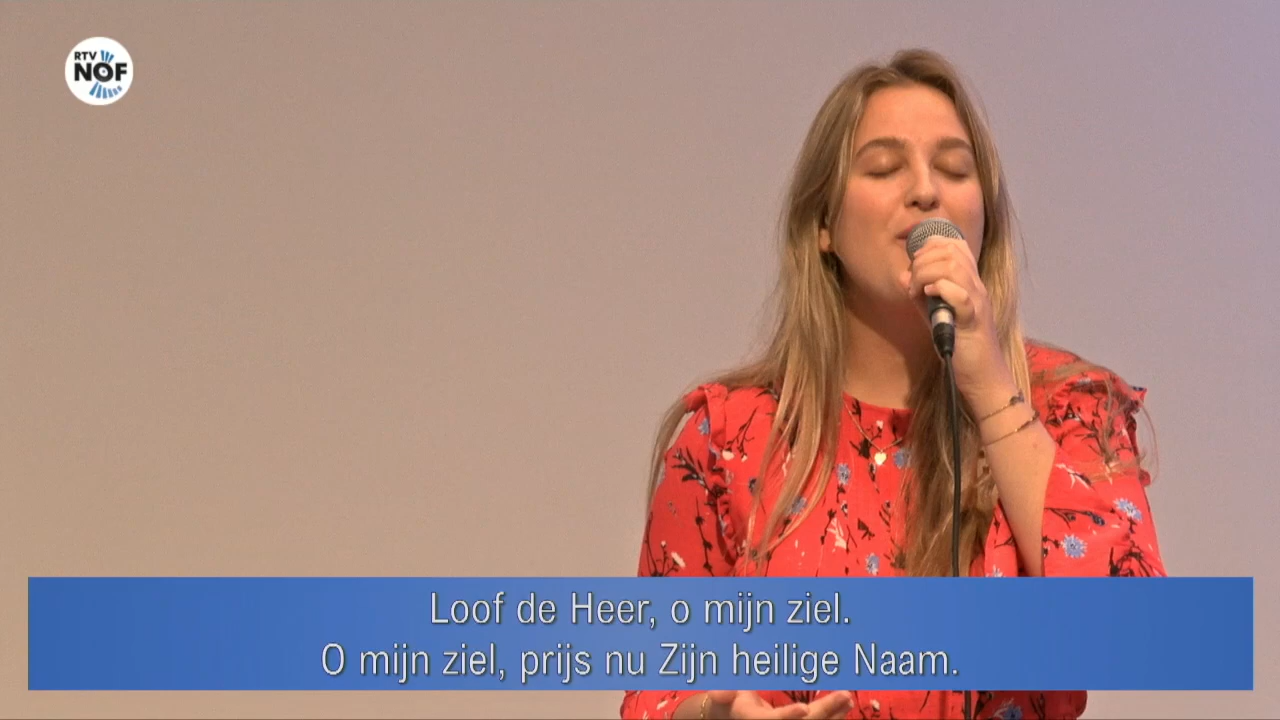 RTV
NOF
Loof de Heer, o mijn ziel.
O mijn ziel, prijs nu Zijn heilige Naam.